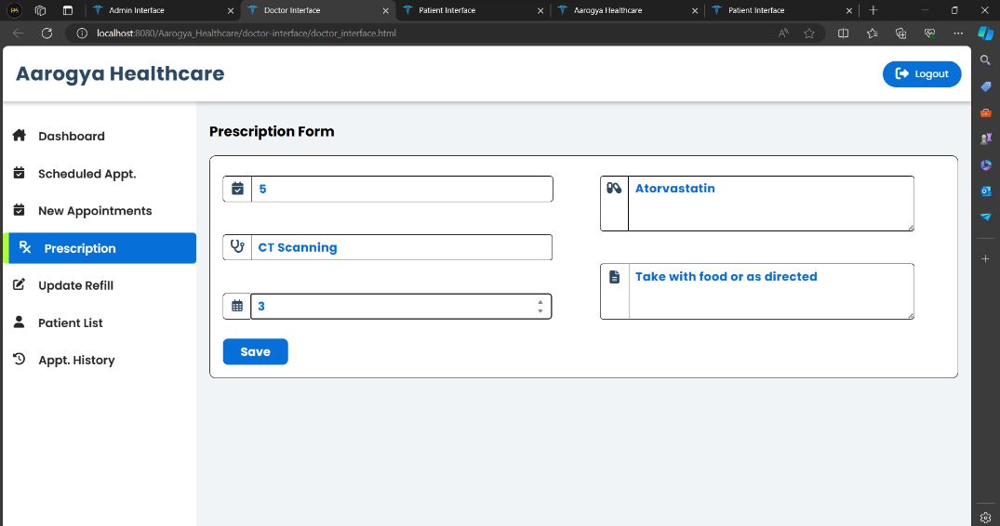 Admin Interface
Doctor Interface
Patient Interface
Aarogya Healthcare
Patient Interface
localhost:8080/Aarogya_Healthcare/doctor-interface/doctor_interface.html
Aarogya Healthcare
Logout
Dashboard
Scheduled Appt.
New Appointments
Prescription
Update Refill
Patient List
Appt. History
Prescription Form
5
CT Scanning
3
Save
Atorvastatin
Take with food or as directed